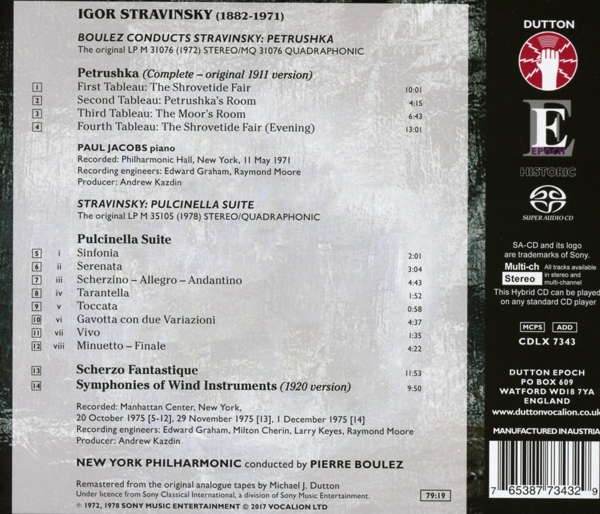 IGOR STRAVINSKY (1882-1971)
BOULEZ CONDUCTS STRAVINSKY: PETRUSHKA
The original LP M 31076 (1972) STEREO/MQ 31076 QUADRAPHONIC
Petrushka (Complete – original 1911 version)
1 First Tableau: The Shrovetide Fair 10:01
2 Second Tableau: Petrushka's Room 4:15
3 Third Tableau: The Moor's Room 6:43
4 Fourth Tableau: The Shrovetide Fair (Evening) 13:01
PAUL JACOBS piano
Recorded: Philharmonic Hall, New York, 11 May 1971
Recording engineers: Edward Graham, Raymond Moore
Producer: Andrew Kazdin
STRAVINSKY: PULCINELLA SUITE
The original LP M 35105 (1978) STEREO/QUADRAPHONIC
Pulcinella Suite
5 i Sinfonia 2:01
6 ii Serenata 3:04
7 iii Scherzino – Allegro – Andantino 4:43
8 iv Tarantella 1:52
9 v Toccata 0:58
10 vi Gavotta con due Variazioni 4:37
11 vii Vivo 1:35
12 viii Minuetto – Finale 4:22
13 Scherzo Fantastique 11:53
14 Symphonies of Wind Instruments (1920 version) 9:50
Recorded: Manhattan Center, New York,
20 October 1975 [5-12], 29 November 1975 [13], 1 December 1975 [14]
Recording engineers: Edward Graham, Milton Cherin, Larry Keyes, Raymond Moore
Producer: Andrew Kazdin
NEW YORK PHILHARMONIC conducted by PIERRE BOULEZ
Remastered from the original analogue tapes by Michael J. Dutton
Under licence from Sony Classical International, a division of Sony Music Entertainment.
℗ 1972, 1978 SONY MUSIC ENTERTAINMENT © 2017 VOCALION LTD
79:19
DUTTON
E
EPOCH
HISTORIC
SUPER AUDIO CD
SA-CD and its logo
are trademarks of Sony.
Multi-ch
Stereo
All tracks available
in stereo and
multi-channel
This Hybrid CD can be played
on any standard CD player
MCPS ADD
CDLX 7343
DUTTON EPOCH
PO BOX 609
WATFORD WD18 7YA
ENGLAND
www.duttonvocalion.co.uk
MANUFACTURED IN AUSTRIA
7 65387 73432 9